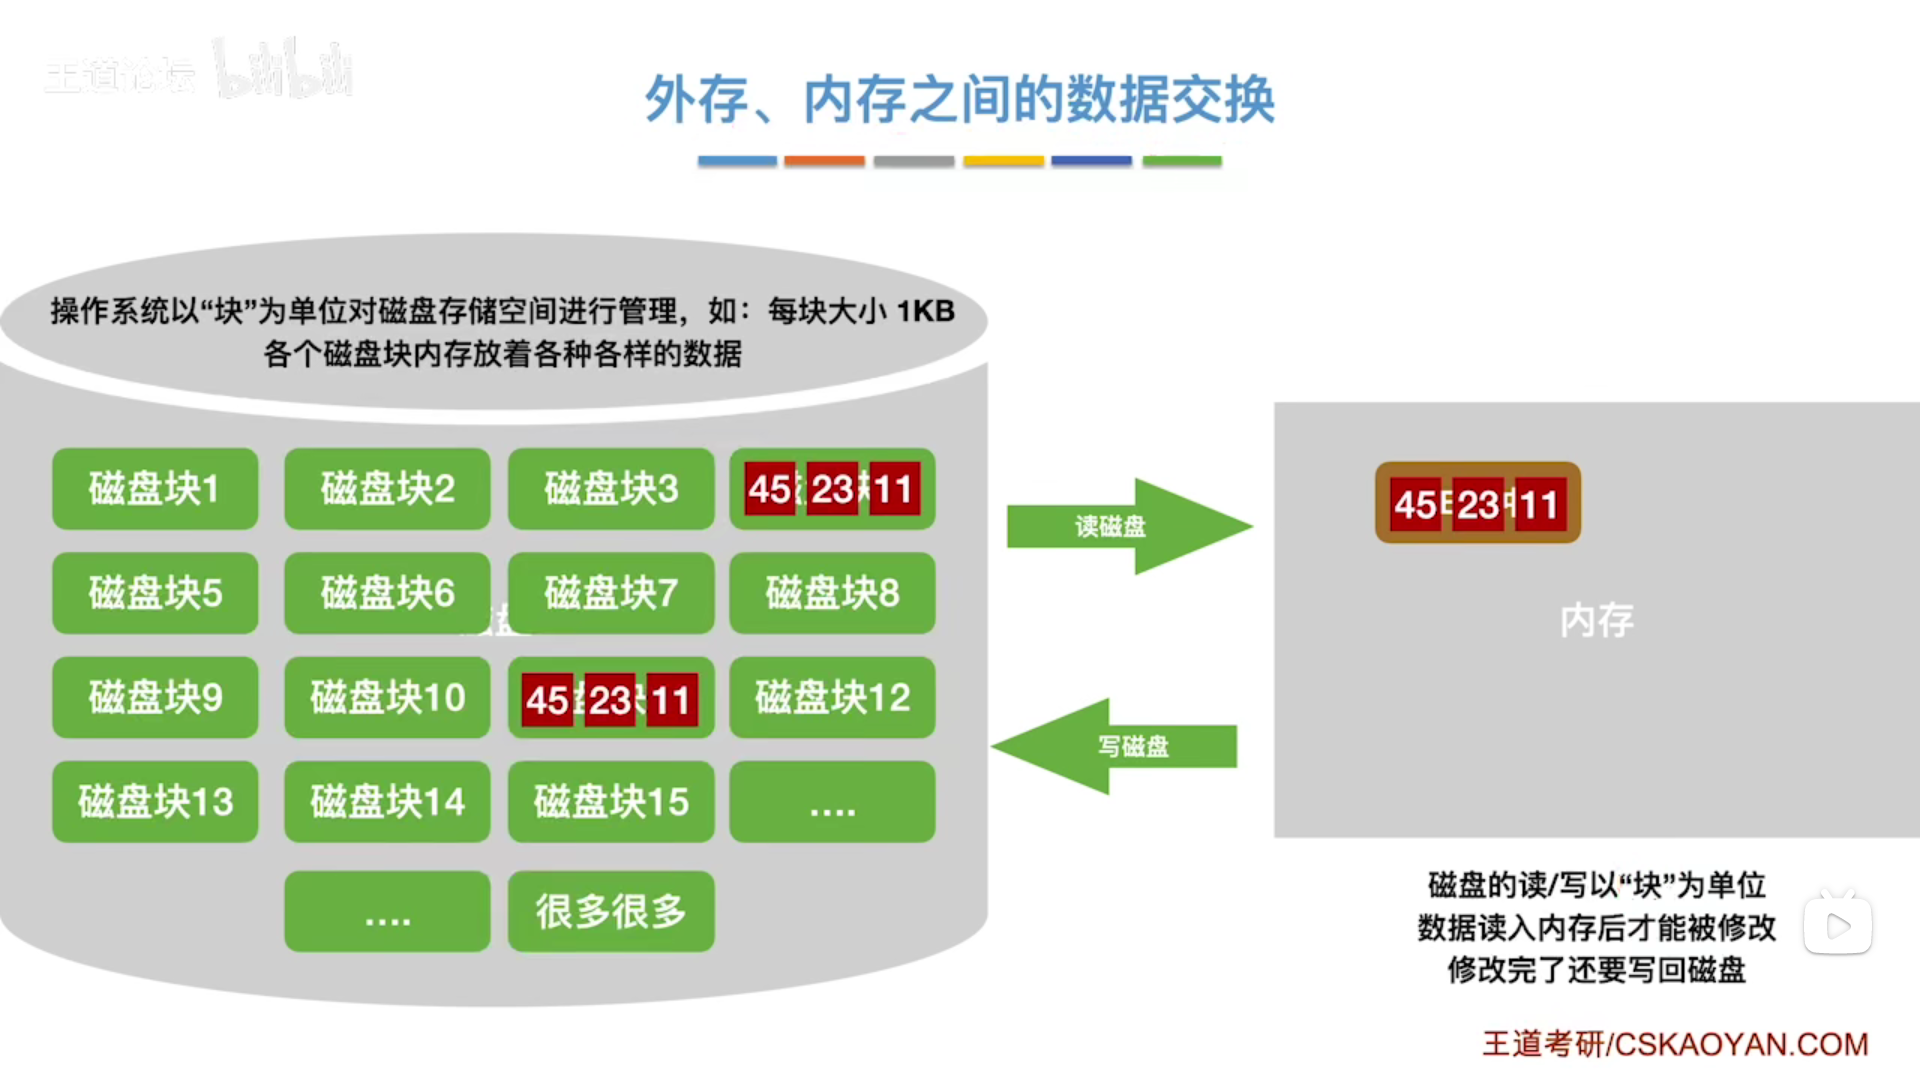 王道论坛 bilibili
外存、内存之间的数据交换
操作系统以“块”为单位对磁盘存储空间进行管理，如：每块大小 1KB
各个磁盘块内存放着各种各样的数据
磁盘块1 磁盘块2 磁盘块3 45 23 11
磁盘块5 磁盘块6 磁盘块7 磁盘块8
磁盘块9 磁盘块10 45 23 11 磁盘块12
磁盘块13 磁盘块14 磁盘块15 ....
.... 很多很多
读磁盘
写磁盘
45 23 11
内存
磁盘的读/写以“块”为单位
数据读入内存后才能被修改
修改完了还要写回磁盘
王道考研/CSKAOYAN.COM